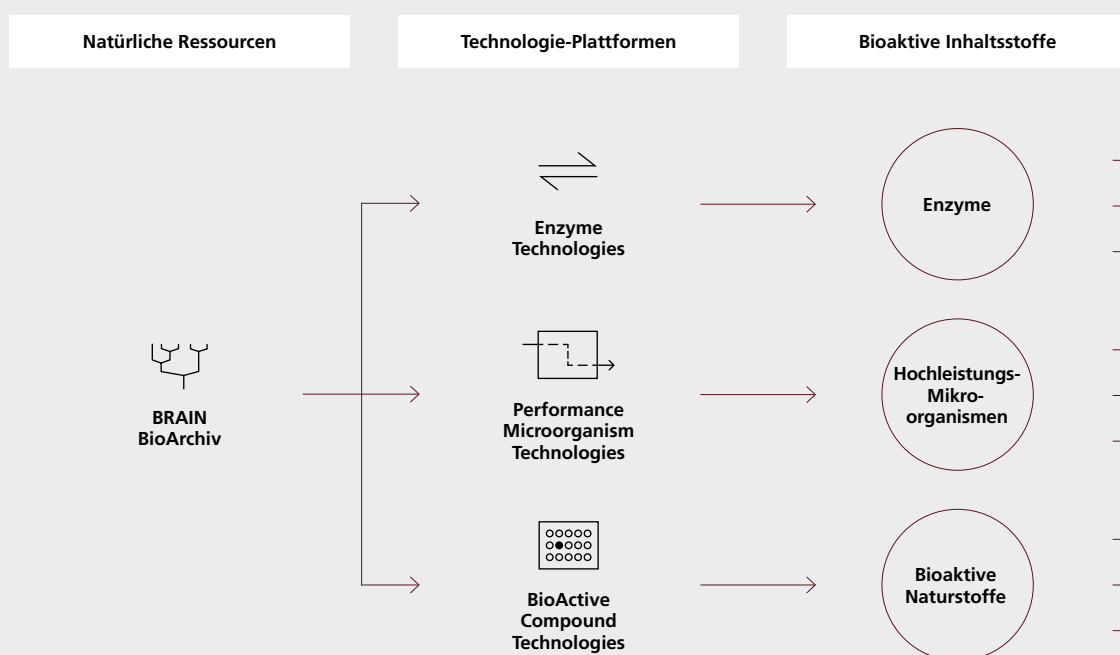 Natürliche Ressourcen
Technologie-Plattformen
Bioaktive Inhaltsstoffe
Enzyme
Technologies
Enzyme
BRAIN
BioArchiv
Performance
Microorganism
Technologies
Hochleistungs-
Mikro-
organismen
BioActive
Compound
Technologies
Bioaktive
Naturstoffe